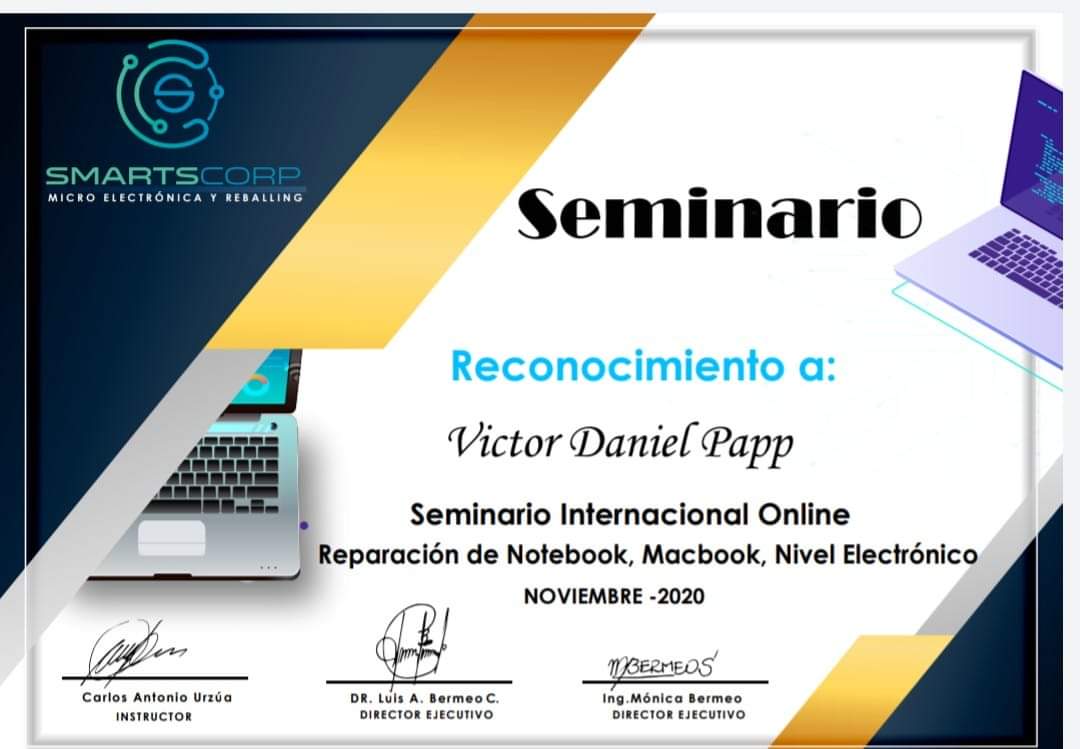 SMARTSCORP
MICRO ELECTRÓNICA Y REBALLING
Seminario
Reconocimiento a:
Victor Daniel Papp
Seminario Internacional Online
Reparación de Notebook, Macbook, Nivel Electrónico
NOVIEMBRE -2020
MBERMEOS
Carlos Antonio Urzúa
INSTRUCTOR
DR. Luis A. Bermeo C.
DIRECTOR EJECUTIVO
Ing.Mónica Bermeo
DIRECTOR EJECUTIVO